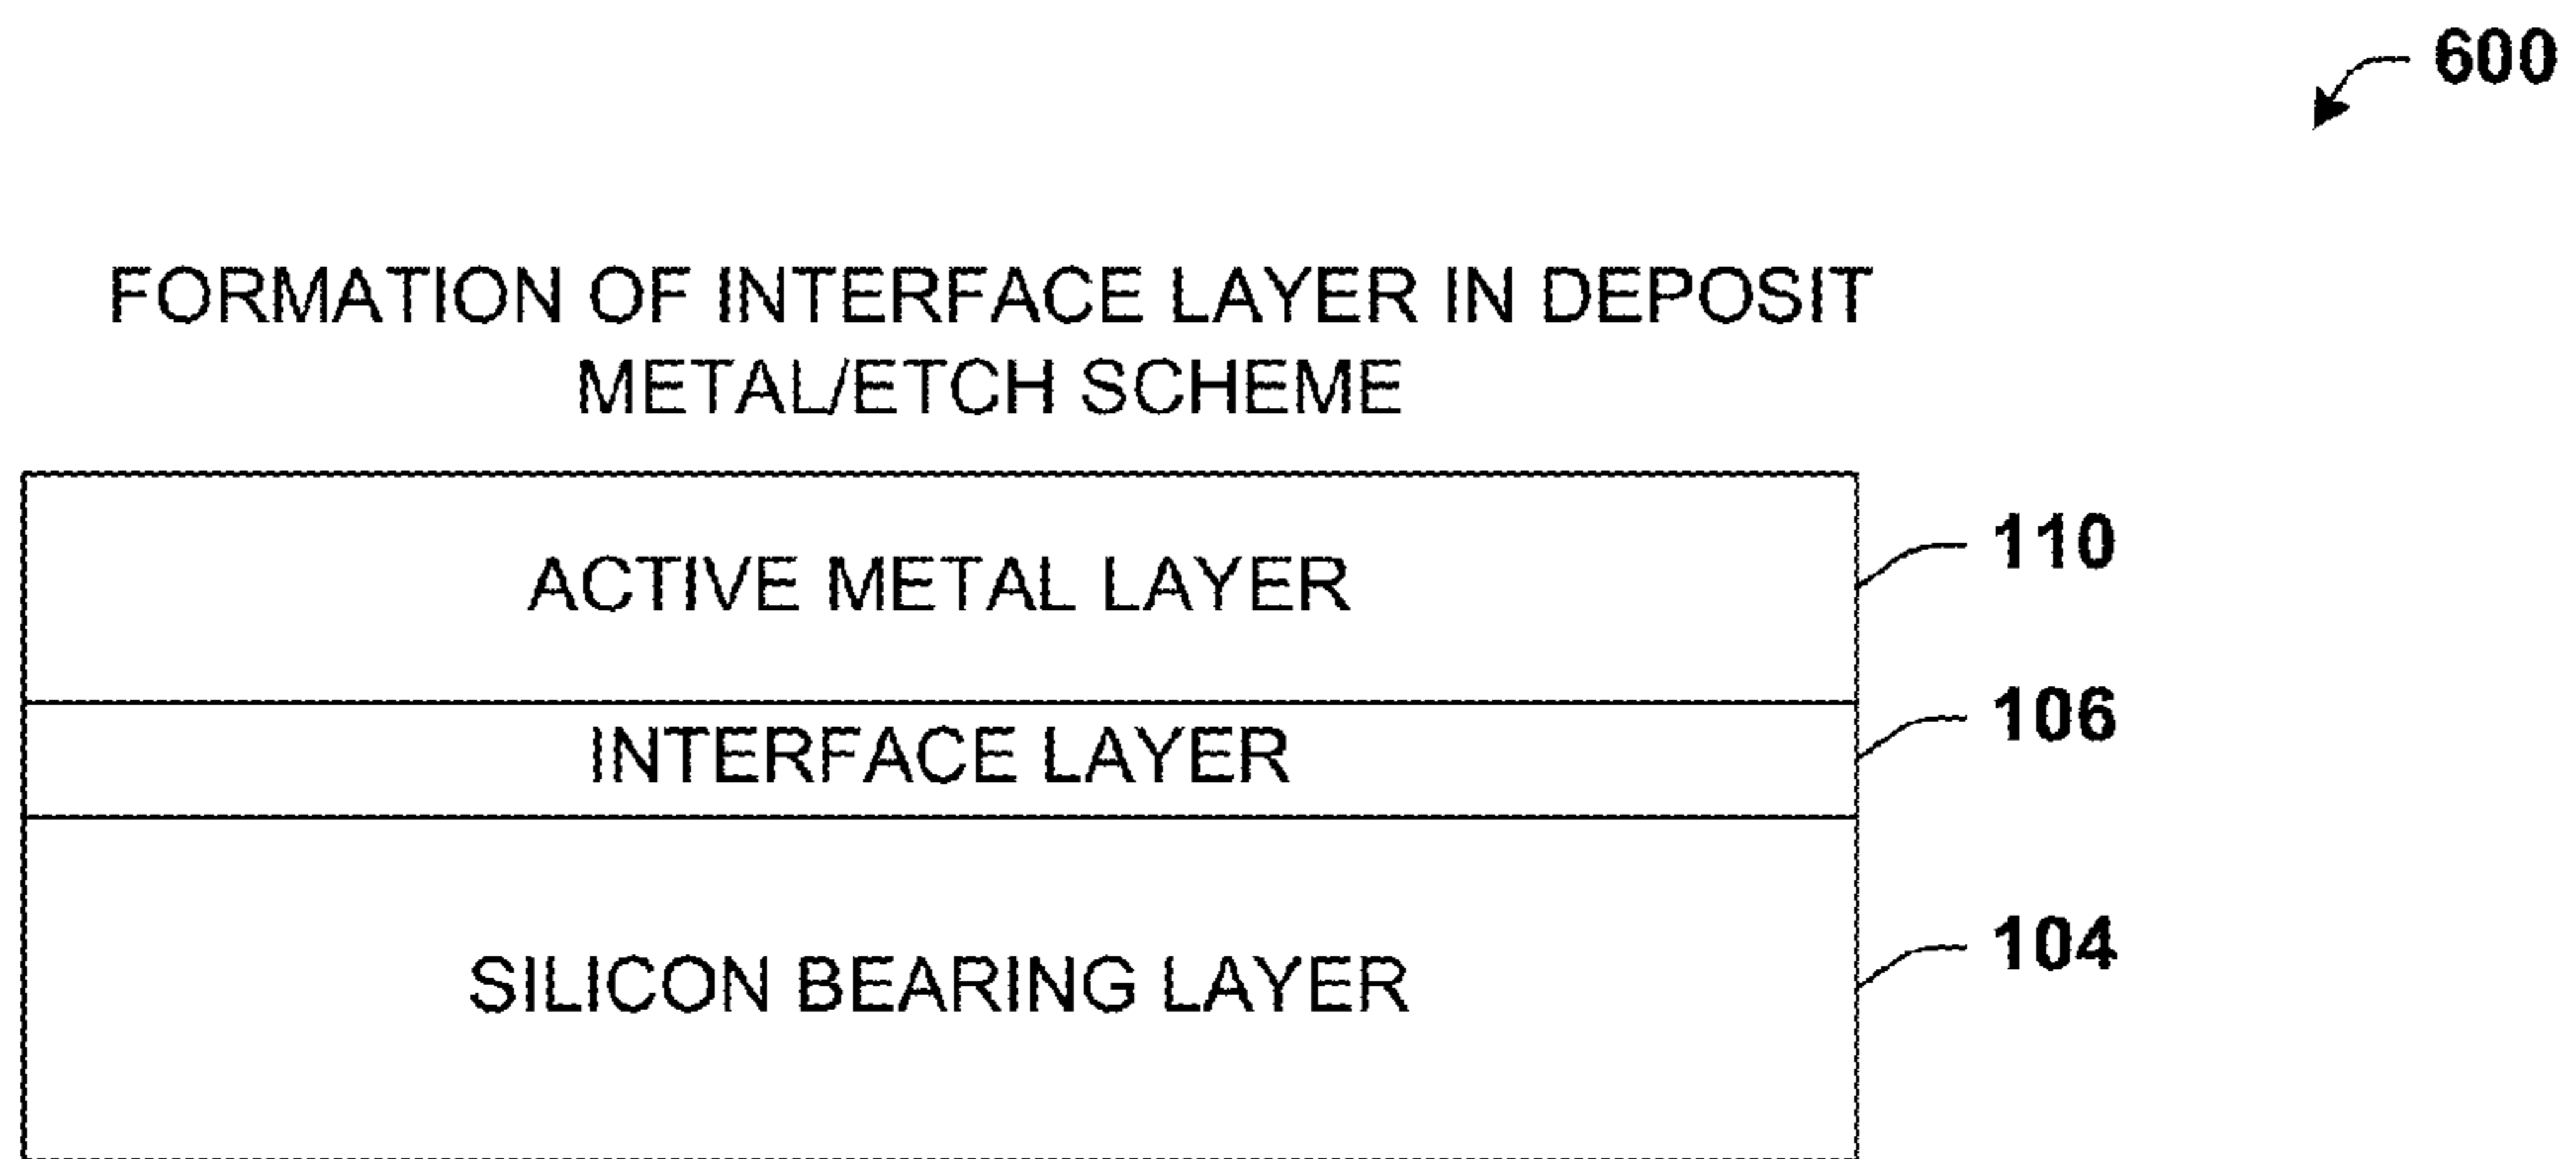 600
FORMATION OF INTERFACE LAYER IN DEPOSIT
METAL/ETCH SCHEME
ACTIVE METAL LAYER
110
INTERFACE LAYER
106
SILICON BEARING LAYER
104